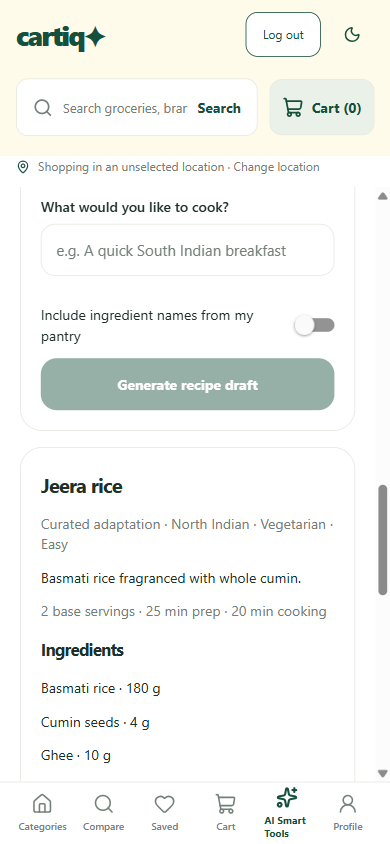 cartiq
Log out
Search groceries, brar
Search
Cart (0)
Shopping in an unselected location · Change location
What would you like to cook?
e.g. A quick South Indian breakfast
Include ingredient names from my
pantry
Generate recipe draft
Jeera rice
Curated adaptation · North Indian · Vegetarian ·
Easy
Basmati rice fragranced with whole cumin.
2 base servings · 25 min prep · 20 min cooking
Ingredients
Basmati rice · 180 g
Cumin seeds · 4 g
Ghee · 10 g
Categories
Compare
Saved
Cart
AI Smart
Tools
Profile